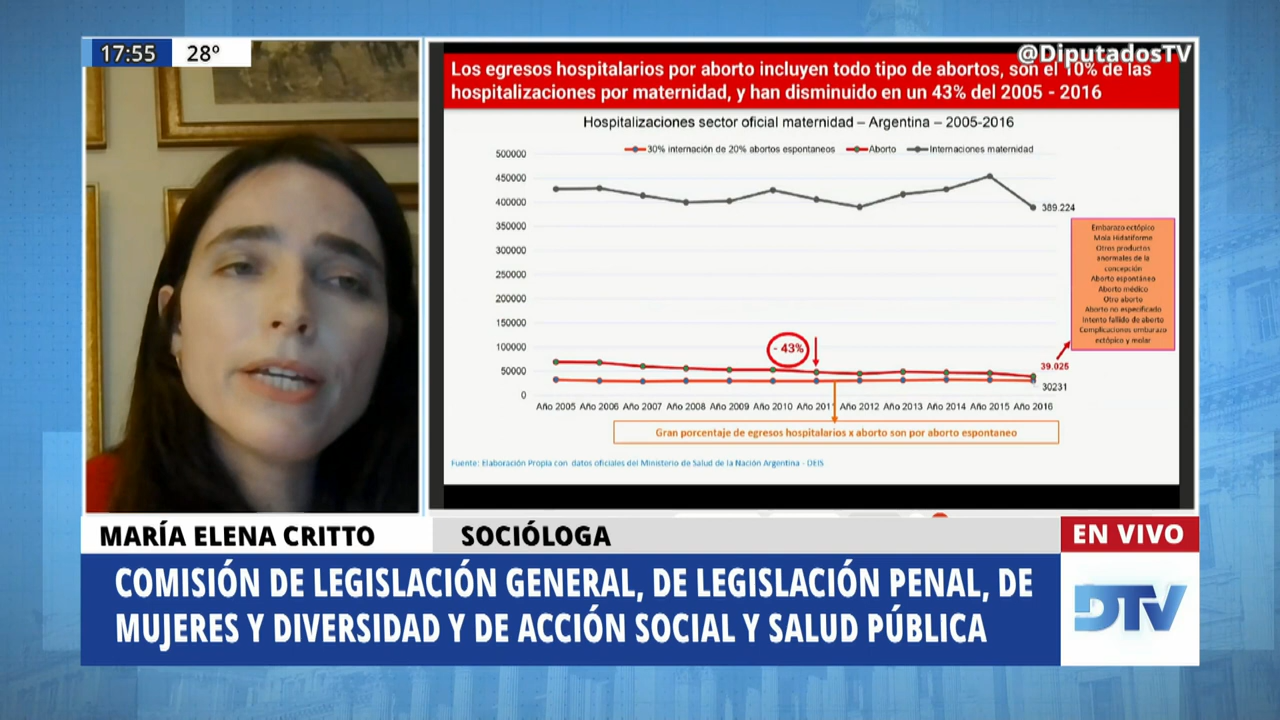 17:55 28°
@DiputadosTV
Los egresos hospitalarios por aborto incluyen todo tipo de abortos, son el 10% de las
hospitalizaciones por maternidad, y han disminuido en un 43% del 2005 - 2016
Hospitalizaciones sector oficial maternidad – Argentina – 2005-2016
30% internación de 20% abortos espontaneos Aborto Internaciones maternidad
500000
450000
400000
350000
300000
250000
200000
150000
100000
50000
0
389.224
Embarazo ectópico
Mola Hidatiforme
Otros productos
anormales de la
concepción
Aborto espontáneo
Aborto médico
Otro aborto
Aborto no especificado
Intento fallido de aborto
Complicaciones embarazo
ectópico y molar
- 43%
39.025
30231
Año 2005 Año 2006 Año 2007 Año 2008 Año 2009 Año 2010 Año 2011 Año 2012 Año 2013 Año 2014 Año 2015 Año 2016
Gran porcentaje de egresos hospitalarios x aborto son por aborto espontaneo
Fuente: Elaboración Propia con datos oficiales del Ministerio de Salud de la Nación Argentina - DEIS
MARÍA ELENA CRITTO SOCIÓLOGA
EN VIVO
COMISIÓN DE LEGISLACIÓN GENERAL, DE LEGISLACIÓN PENAL, DE
MUJERES Y DIVERSIDAD Y DE ACCIÓN SOCIAL Y SALUD PÚBLICA
DTV